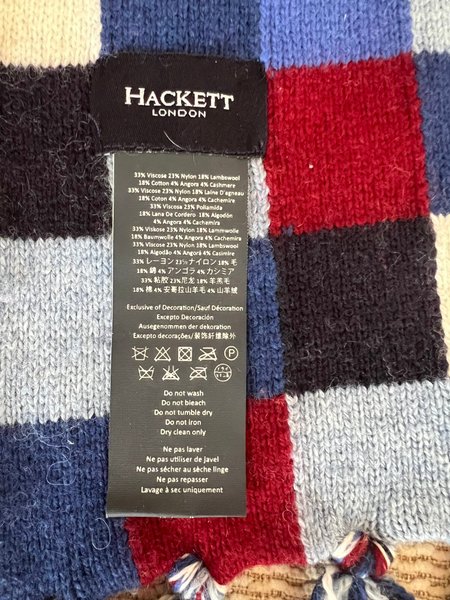 HACKETT
LONDON
33% Viscose 23% Nylon 18% Lambswool
18% Cotton 4% Angora 4% Cashmere
33% Viscose 23% Nylon 18% Laine D'agneau
18% Coton 4% Angora 4% Cachemire
33% Viscosa 23% Poliamida
18% Lana De Cordero 18% Algodón
4% Angora 4% Cachemira
33% Viskose 23% Nylon 18% Lammwolle
18% Baumwolle 4% Angora 4% Cachemira
33% Viscose 23% Nylon 18% Lambswool
18% Algodão 4% Angorá 4% Casimire
33% レーヨン 23% ナイロン 18% 毛
18% 綿 4% アンゴラ 4% カシミア
33% 粘胶 23% 尼龙 18% 羊羔毛
18% 棉 4% 安哥拉山羊毛 4% 山羊绒
Exclusive of Decoration/Sauf Décoration
Excepto Decoración
Ausegenommen der dekoration
Excepto decorações/装饰纤维除外
Do not wash
Do not bleach
Do not tumble dry
Do not iron
Dry clean only
Ne pas laver
Ne pas utiliser de javel
Ne pas sécher au sèche linge
Ne pas repasser
Lavage à sec uniquement